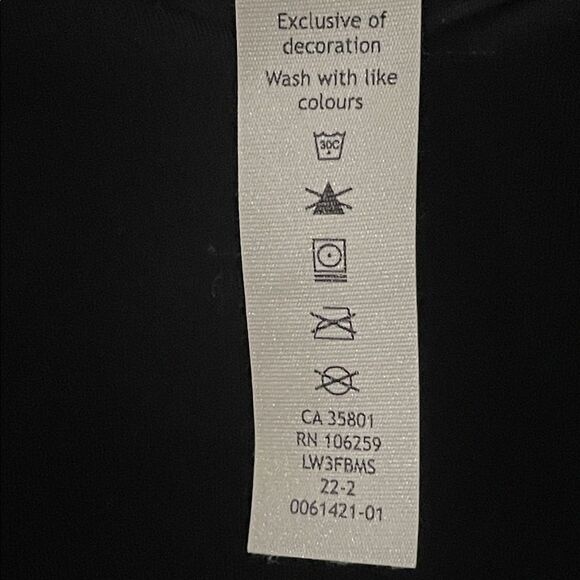 Exclusive of
decoration
Wash with like
colours
30C
CA 35801
RN 106259
LW3FBMS
22-2
0061421-01